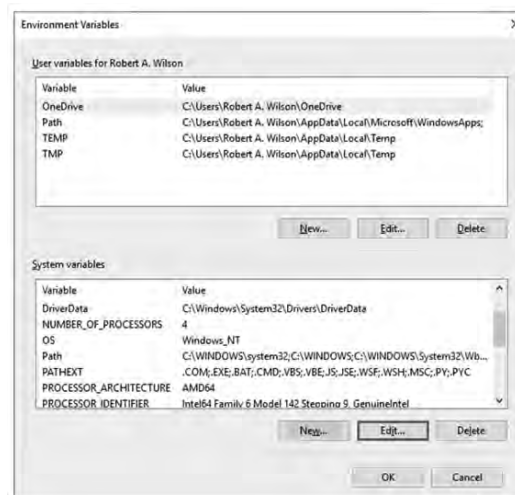 Environment Variables
User variables for Robert A. Wilson
Variable Value
OneDrive C:\Users\Robert A. Wilson\OneDrive
Path C:\Users\Robert A. Wilson\AppData\Local\Microsoft\WindowsApps;
TEMP C:\Users\Robert A. Wilson\AppData\Local\Temp
TMP C:\Users\Robert A. Wilson\AppData\Local\Temp
New... Edit... Delete
System variables
Variable Value
DriverData C:\Windows\System32\Drivers\DriverData
NUMBER_OF_PROCESSORS 4
OS Windows_NT
Path C:\WINDOWS\system32;C:\WINDOWS;C:\WINDOWS\System32\Wb...
PATHEXT .COM;.EXE;.BAT;.CMD;.VBS;.VBE;.JS;.JSE;.WSF;.WSH;.MSC;.PY;.PYC
PROCESSOR_ARCHITECTURE AMD64
PROCESSOR_IDENTIFIER Intel64 Family 6 Model 142 Stepping 9, GenuineIntel
New... Edit... Delete
OK Cancel